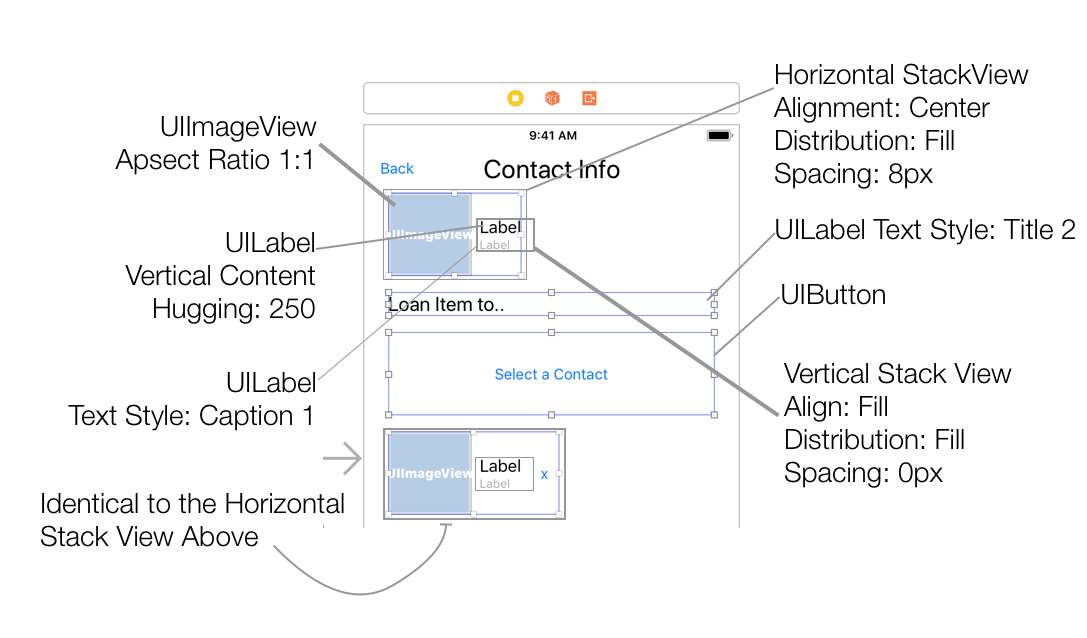 Horizontal StackView
Alignment: Center
Distribution: Fill
Spacing: 8px
UIImageView
Apsect Ratio 1:1
9:41 AM
Back
Contact Info
UIImageView
Label
Label
UILabel
Vertical Content
Hugging: 250
UILabel Text Style: Title 2
UIButton
Loan Item to..
Select a Contact
UILabel
Text Style: Caption 1
Vertical Stack View
Align: Fill
Distribution: Fill
Spacing: 0px
UIImageView
Label
Label
x
Identical to the Horizontal
Stack View Above